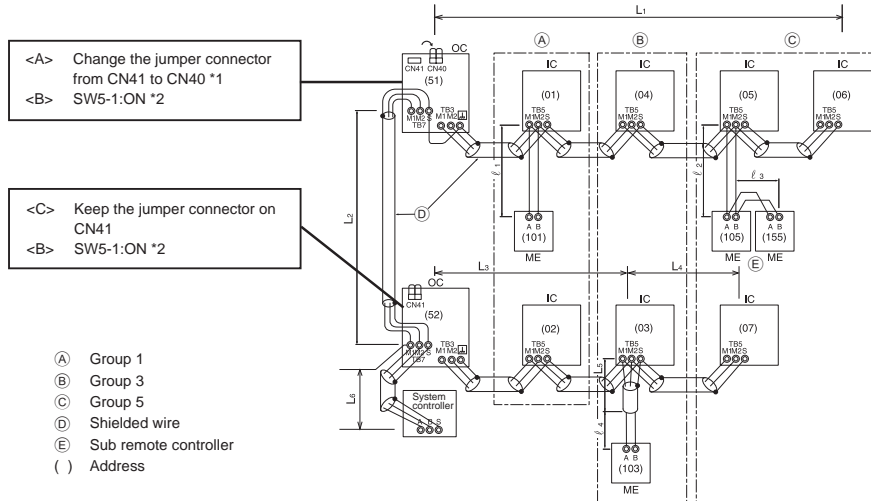 L1
<A> Change the jumper connector
from CN41 to CN40 *1
<B> SW5-1:ON *2
OC
CN41 CN40
(51)
M1M2 S
TB7
TB3
M1M2
A
B
C
IC
(01)
TB5
M1M2S
IC
(04)
TB5
M1M2S
IC
(05)
TB5
M1M2S
IC
(06)
TB5
M1M2S
ℓ1
ℓ2
ℓ3
A B
(101)
ME
A B
(105)
ME
A B
(155)
ME
E
L2
D
<C> Keep the jumper connector on
CN41
<B> SW5-1:ON *2
L3
L4
OC
CN41
(52)
M1M2 S
TB7
TB3
M1M2
IC
(02)
TB5
M1M2S
IC
(03)
TB5
M1M2S
IC
(07)
TB5
M1M2S
L5
ℓ4
A B
(103)
ME
L6
System
controller
A B S
A Group 1
B Group 3
C Group 5
D Shielded wire
E Sub remote controller
( ) Address